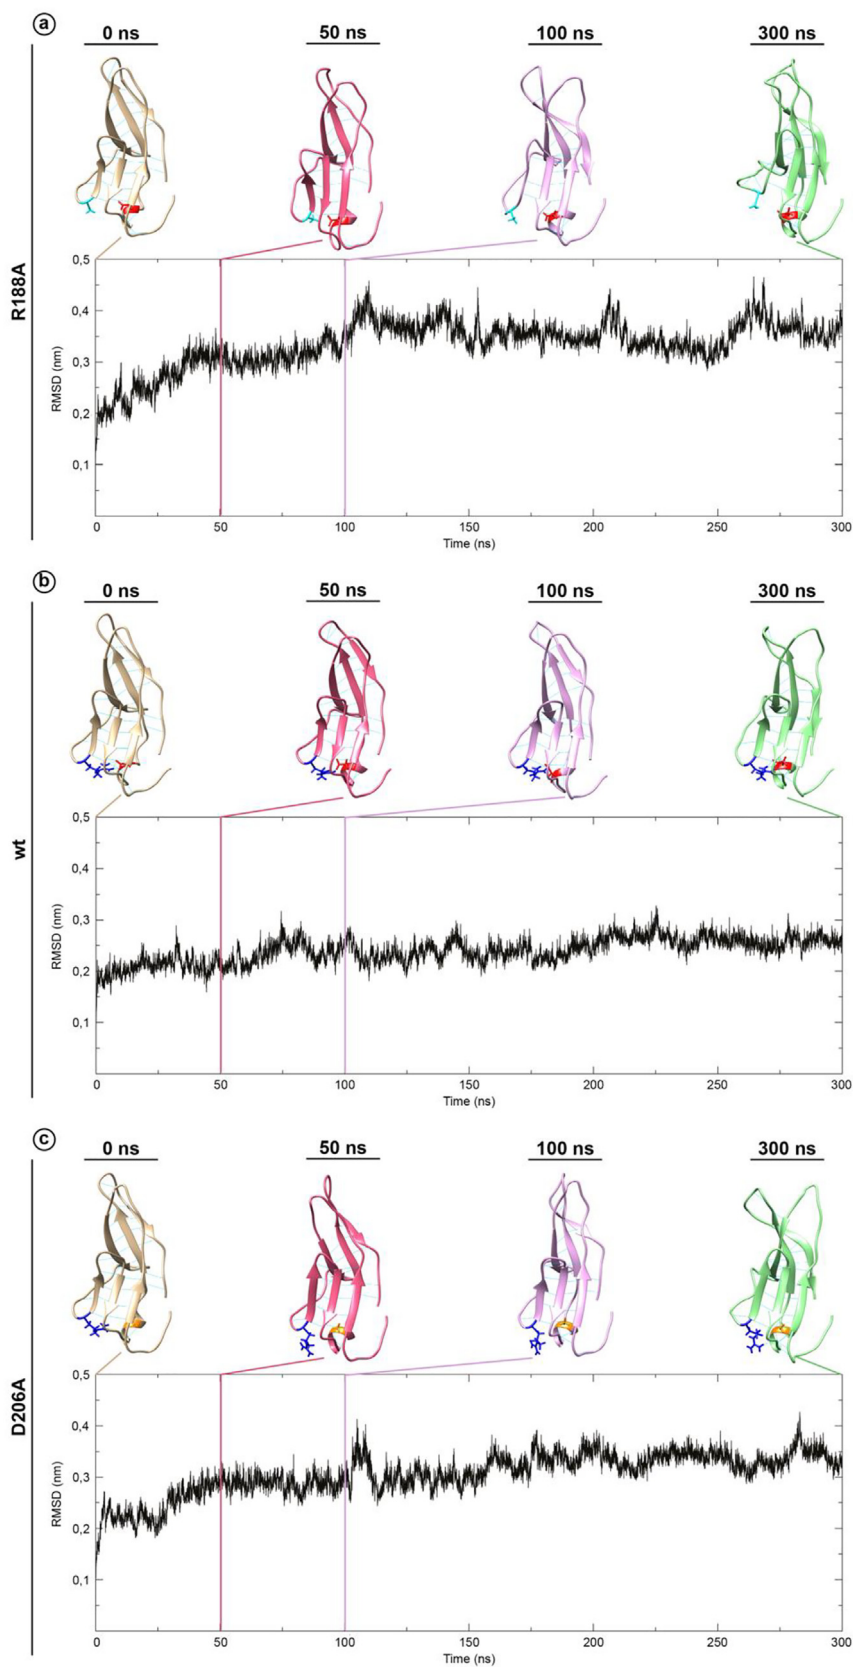 a
0 ns 50 ns 100 ns 300 ns
R188A
0,5
0,4
0,3
0,2
0,1
RMSD (nm)
0 50 100 150 200 250 300
Time (ns)
b
0 ns 50 ns 100 ns 300 ns
wt
0,5
0,4
0,3
0,2
0,1
RMSD (nm)
0 50 100 150 200 250 300
Time (ns)
c
0 ns 50 ns 100 ns 300 ns
D206A
0,5
0,4
0,3
0,2
0,1
RMSD (nm)
0 50 100 150 200 250 300
Time (ns)